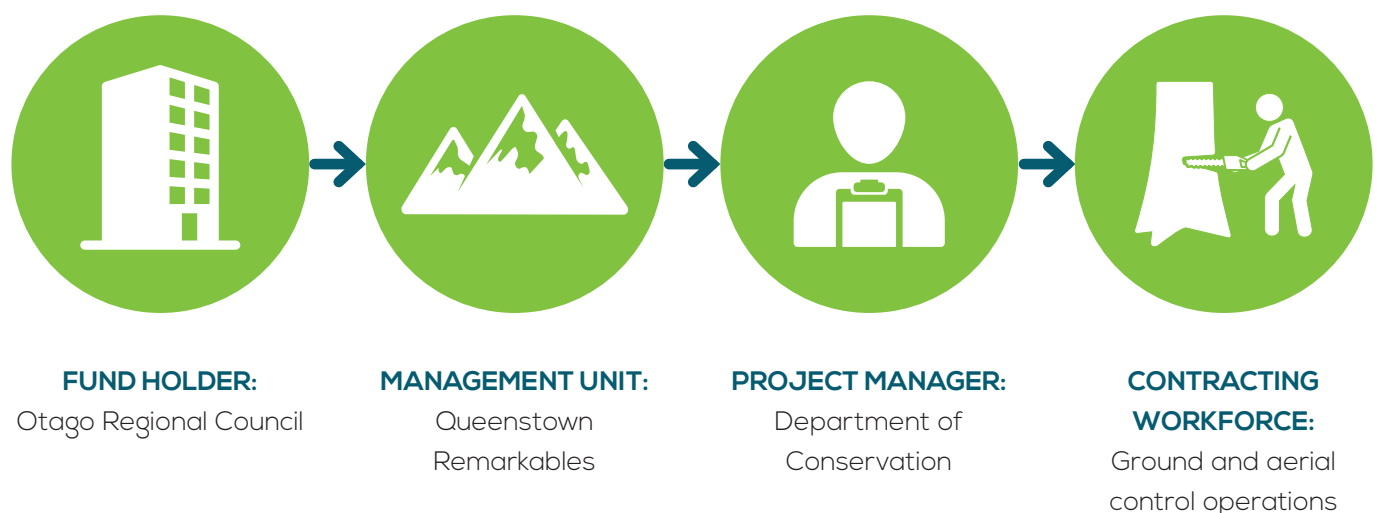 FUND HOLDER:
Otago Regional Council
MANAGEMENT UNIT:
Queenstown
Remarkables
PROJECT MANAGER:
Department of
Conservation
CONTRACTING
WORKFORCE:
Ground and aerial
control operations